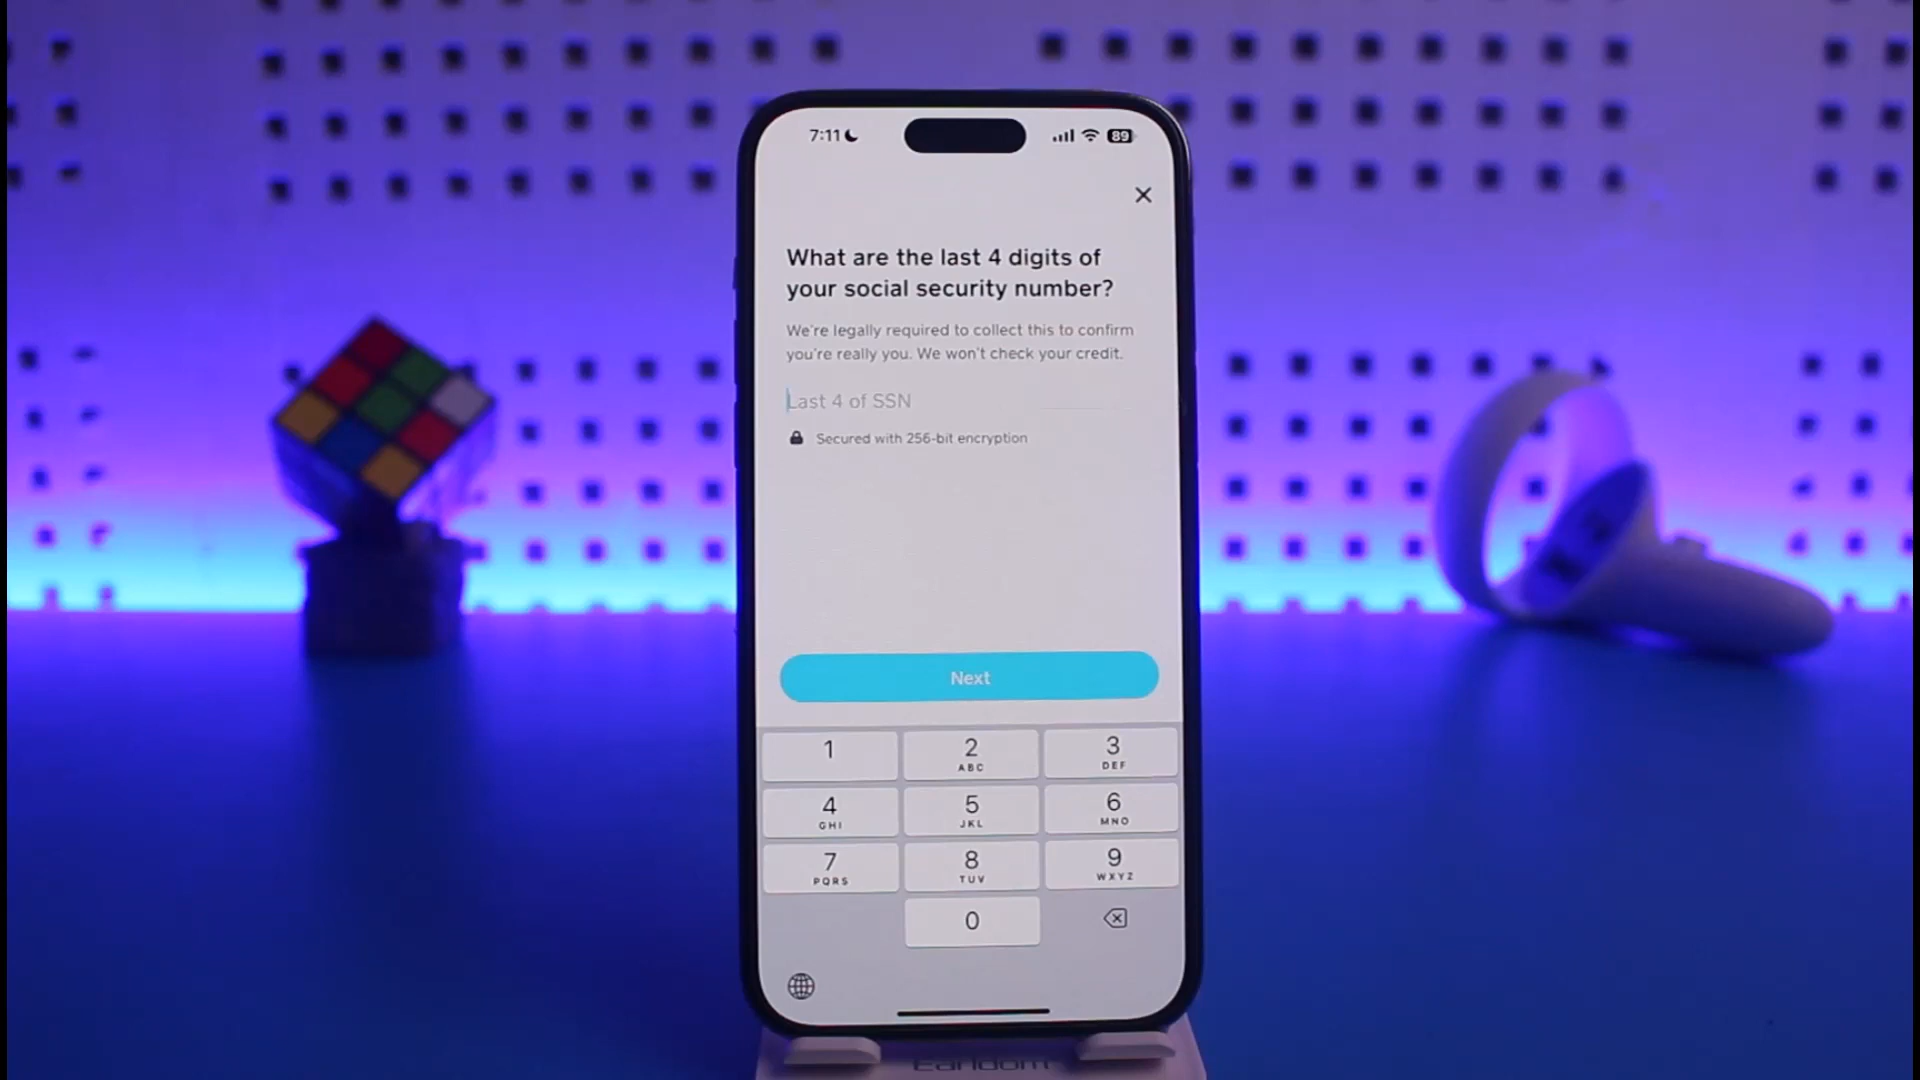 7:11
89
What are the last 4 digits of
your social security number?
We're legally required to collect this to confirm
you're really you. We won't check your credit.
Last 4 of SSN
Secured with 256-bit encryption
Next
1
2
ABC
3
DEF
4
GHI
5
JKL
6
MNO
7
PQRS
8
TUV
9
WXYZ
0
Earldom